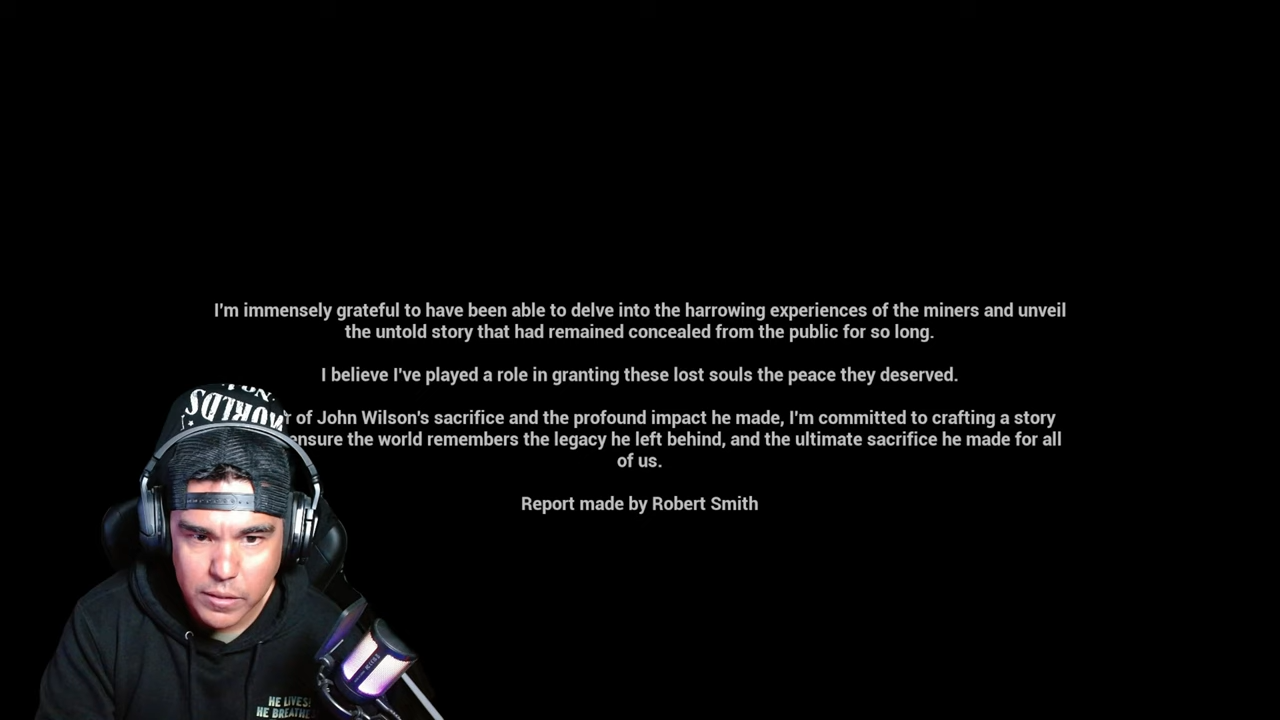 I'm immensely grateful to have been able to delve into the harrowing experiences of the miners and unveil
the untold story that had remained concealed from the public for so long.
I believe I've played a role in granting these lost souls the peace they deserved.
of John Wilson's sacrifice and the profound impact he made, I'm committed to crafting a story
ensure the world remembers the legacy he left behind, and the ultimate sacrifice he made for all
of us.
Report made by Robert Smith
WORLDS
HE LIVES!
HE